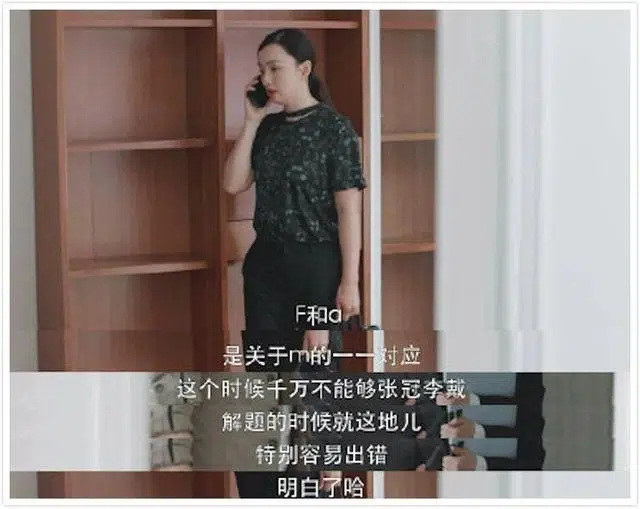 F和a
是关于m的一一对应
这个时候千万不能够张冠李戴
解题的时候就这地儿
特别容易出错
明白了哈